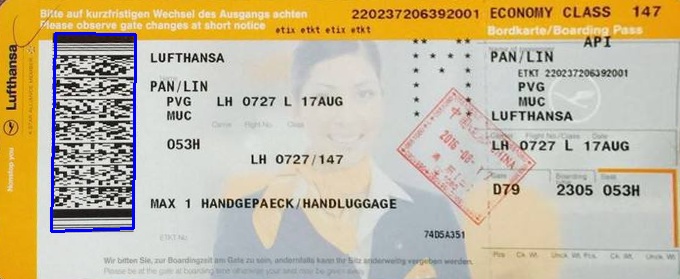 Bitte auf kurzfristigen Wechsel des Ausgangs achten
Please observe gate changes at short notice
etix etkt etix etkt
220237206392001 ECONOMY CLASS 147
Bordkarte/Boarding Pass
API
Lufthansa
A STAR ALLIANCE MEMBER
Nonstop you
LUFTHANSA
PAN/LIN
PVG LH 0727 L 17AUG
MUC
Carrier Flight No. Class
053H
LH 0727/147
MAX 1 HANDGEPAECK/HANDLUGGAGE
ETKT No
74D5A351
Wir bitten Sie, zur Boardingzeit am Gate zu sein, andernfalls kann Ihr Sitz anderweitig vergeben werden.
Please be at the gate at boarding time otherwise your seat may be given away.
** **
* * *
* *
* *
* *
CHINA
PAN/LIN
ETKT 220237206392001
PVG
MUC
LUFTHANSA
Carrier Flight No./Class Date
LH 0727 L 17AUG
Gate Boarding Time Seat
D79 2305 053H
Pcs Ck. Wt. Unck. Wt. Pcs. Ck. Wt. Unck. Wt.